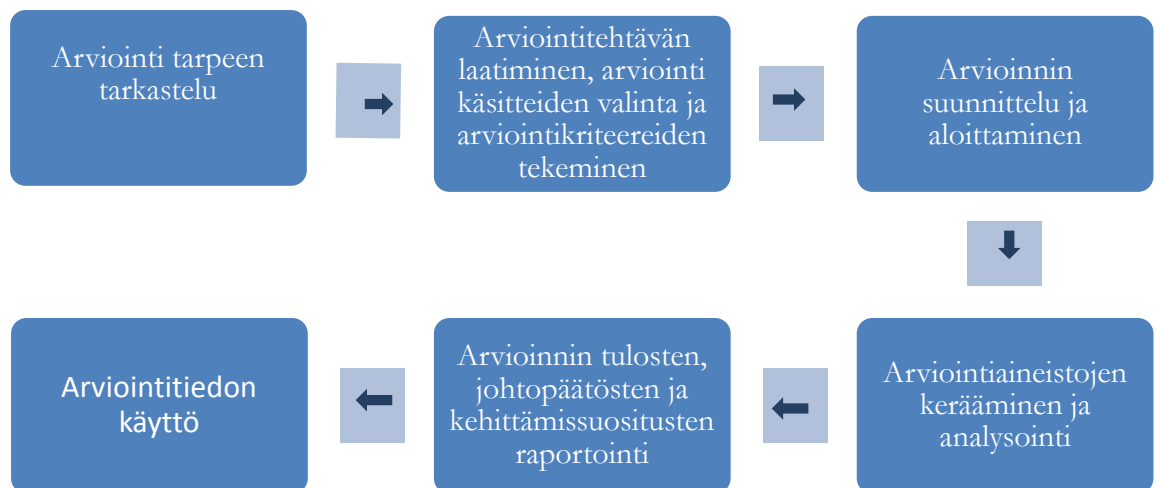 Arviointi tarpeen
tarkastelu
Arviointitehtävän
laatiminen, arviointi
käsitteiden valinta ja
arviointikriteereiden
tekeminen
Arvioinnin
suunnittelu ja
aloittaminen
Arviointiaineistojen
kerääminen ja
analysointi
Arvioinnin tulosten,
johtopäätösten ja
kehittämissuositusten
raportointi
Arviointitiedon
käyttö